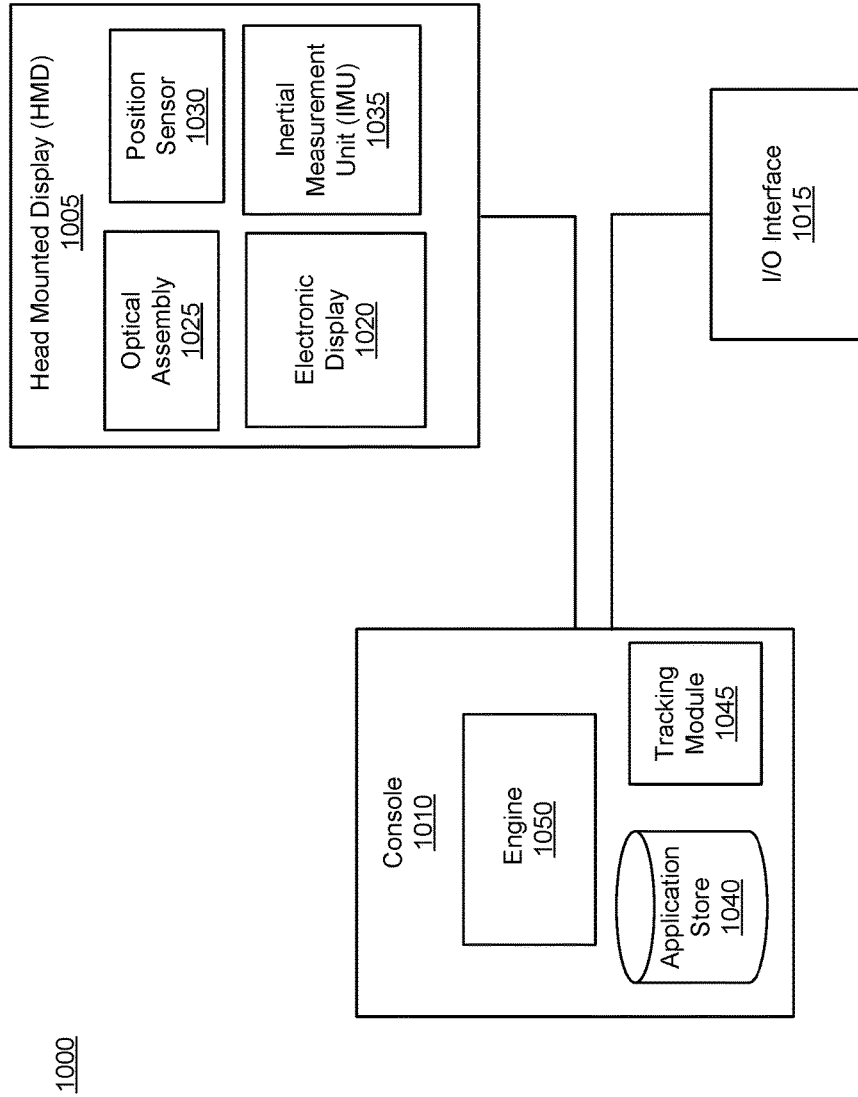 1000
Console
1010
Engine
1050
Application
Store
1040
Tracking
Module
1045
Head Mounted Display (HMD)
1005
Optical
Assembly
1025
Position
Sensor
1030
Electronic
Display
1020
Inertial
Measurement
Unit (IMU)
1035
I/O Interface
1015